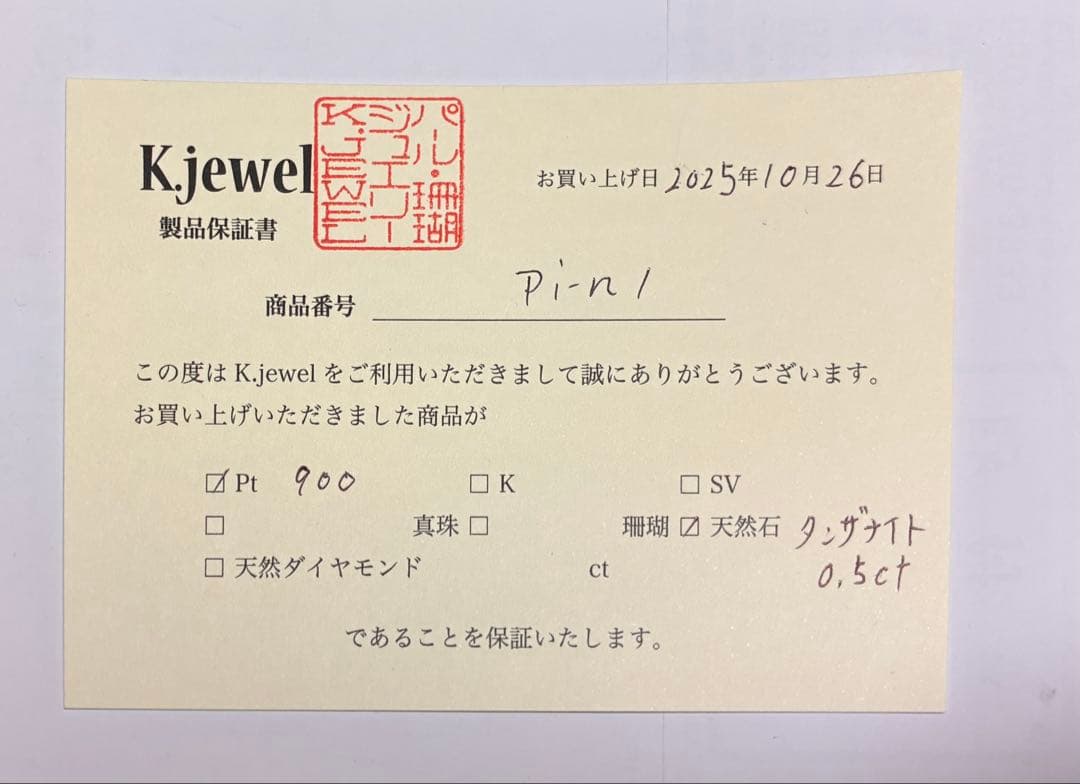 K.jewel
パール・珊瑚
ジュエリー
K.JEWEL
製品保証書
お買い上げ日 2025年10月26日
商品番号 Pi-n1
この度は K.jewel をご利用いただきまして誠にありがとうございます。
お買い上げいただきました商品が
☑ Pt 900 □ K □ SV
□ 真珠 □ 珊瑚 ☑ 天然石 タンザナイト
□ 天然ダイヤモンド ct 0.5ct
であることを保証いたします。